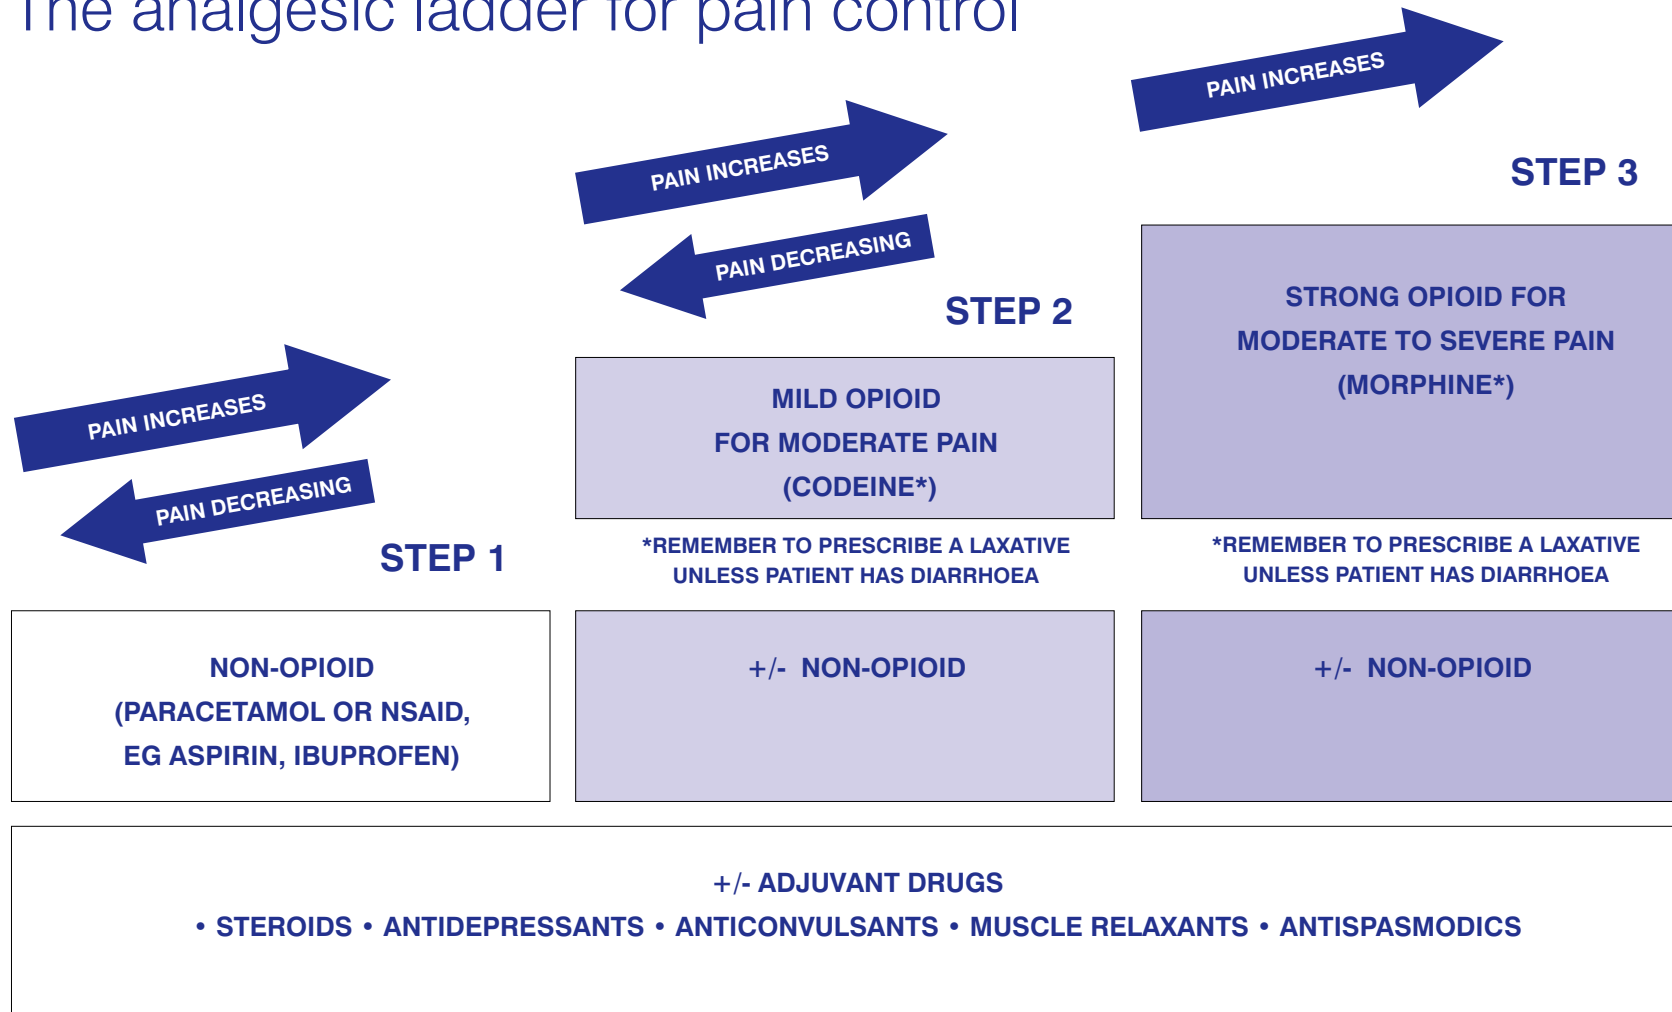 The analgesic ladder for pain control
PAIN INCREASES
PAIN INCREASES
STEP 3
PAIN DECREASING
STEP 2
STRONG OPIOID FOR
MODERATE TO SEVERE PAIN
(MORPHINE*)
PAIN INCREASES
MILD OPIOID
FOR MODERATE PAIN
(CODEINE*)
PAIN DECREASING
STEP 1
*REMEMBER TO PRESCRIBE A LAXATIVE
UNLESS PATIENT HAS DIARRHOEA
*REMEMBER TO PRESCRIBE A LAXATIVE
UNLESS PATIENT HAS DIARRHOEA
NON-OPIOID
(PARACETAMOL OR NSAID,
EG ASPIRIN, IBUPROFEN)
+/- NON-OPIOID
+/- NON-OPIOID
+/- ADJUVANT DRUGS
• STEROIDS • ANTIDEPRESSANTS • ANTICONVULSANTS • MUSCLE RELAXANTS • ANTISPASMODICS